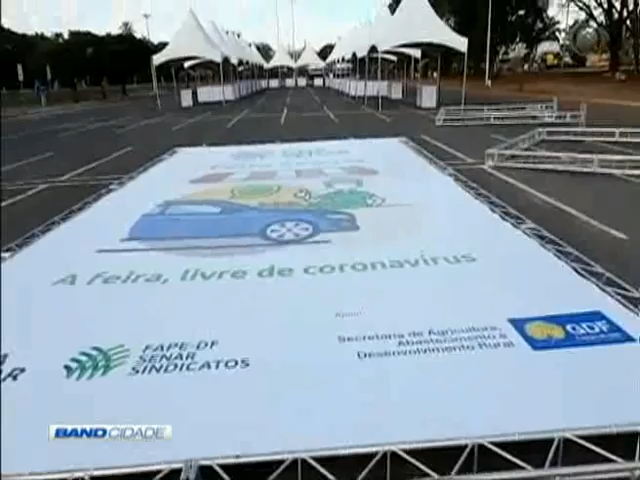 A feira, livre de coronavírus
Apoio:
FAPE-DF
SENAR
SINDICATOS
Secretaria de Agricultura,
Abastecimento e
Desenvolvimento Rural
GDF
BAND CIDADE